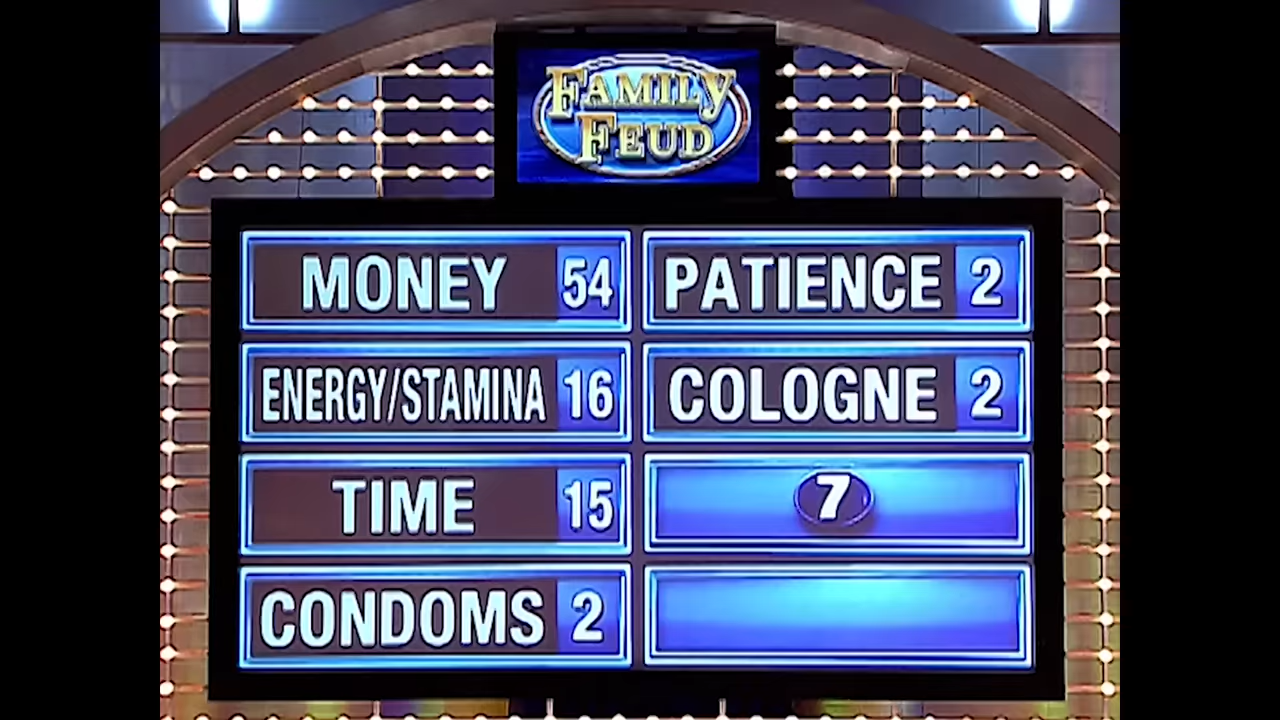 FAMILY
FEUD
MONEY 54
ENERGY/STAMINA 16
TIME 15
CONDOMS 2
PATIENCE 2
COLOGNE 2
7